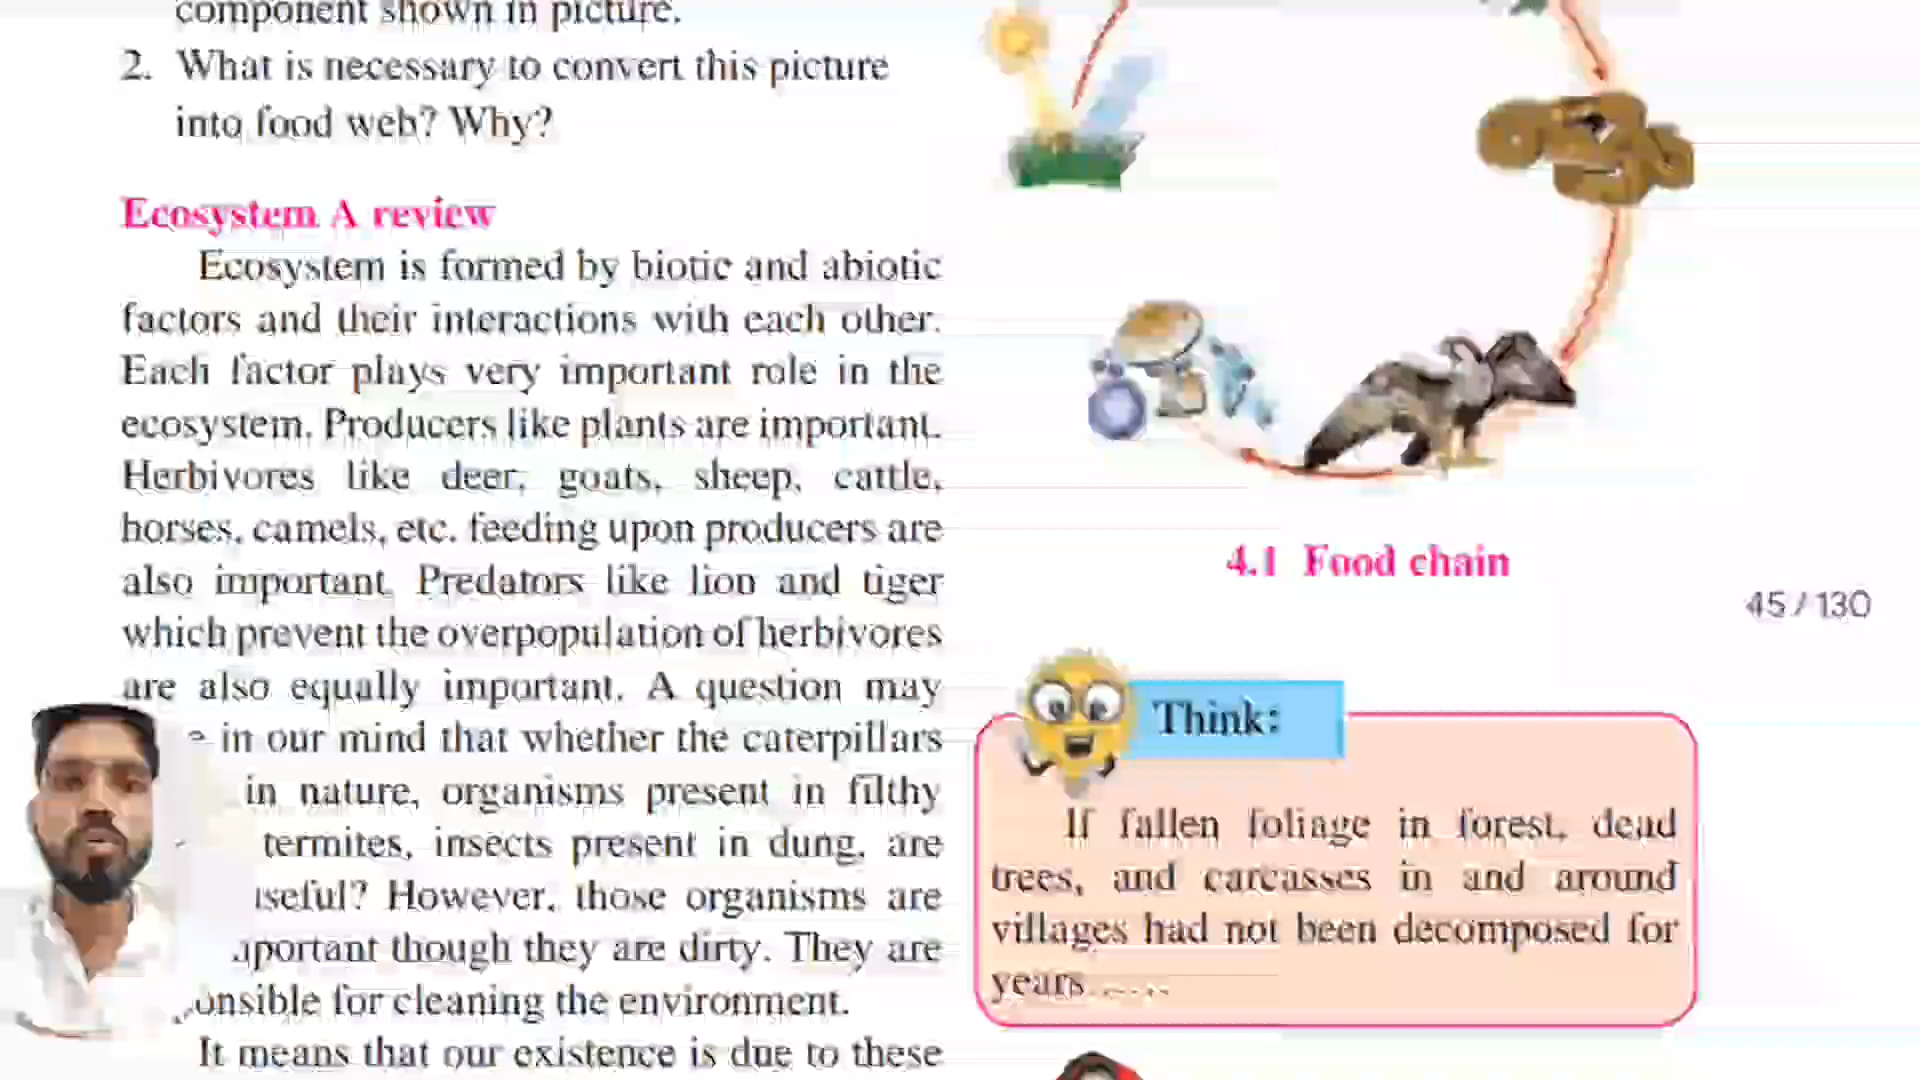 component shown in picture.
2. What is necessary to convert this picture
into food web? Why?
Ecosystem A review
Ecosystem is formed by biotic and abiotic
factors and their interactions with each other.
Each factor plays very important role in the
ecosystem. Producers like plants are important.
Herbivores like deer, goats, sheep, cattle,
horses, camels, etc. feeding upon producers are
also important. Predators like lion and tiger
which prevent the overpopulation of herbivores
are also equally important. A question may
in our mind that whether the caterpillars
in nature, organisms present in filthy
termites, insects present in dung, are
However, those organisms are
though they are dirty. They are
for cleaning the environment.
It means that our existence is due to these
4.1 Food chain
45 / 130
Think:
If fallen foliage in forest, dead
trees, and carcasses in and around
villages had not been decomposed for
years......